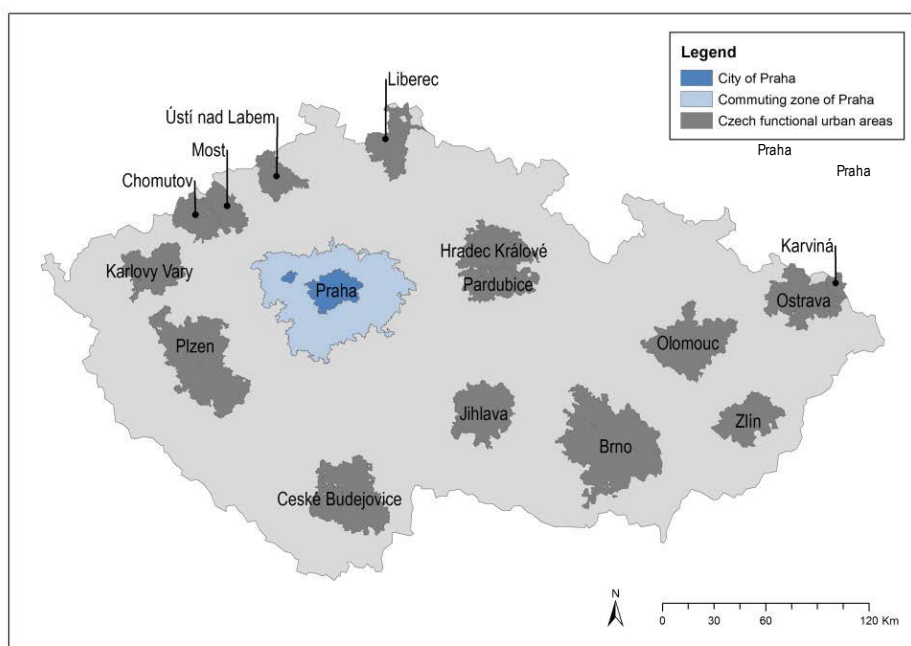 Legend
City of Praha
Commuting zone of Praha
Czech functional urban areas
Praha
Praha
Liberec
Ústí nad Labem
Most
Chomutov
Karlovy Vary
Hradec Králové
Pardubice
Praha
Karviná
Ostrava
Plzen
Olomouc
Jihlava
Zlín
Brno
Ceské Budejovice
N
0 30 60 120 Km